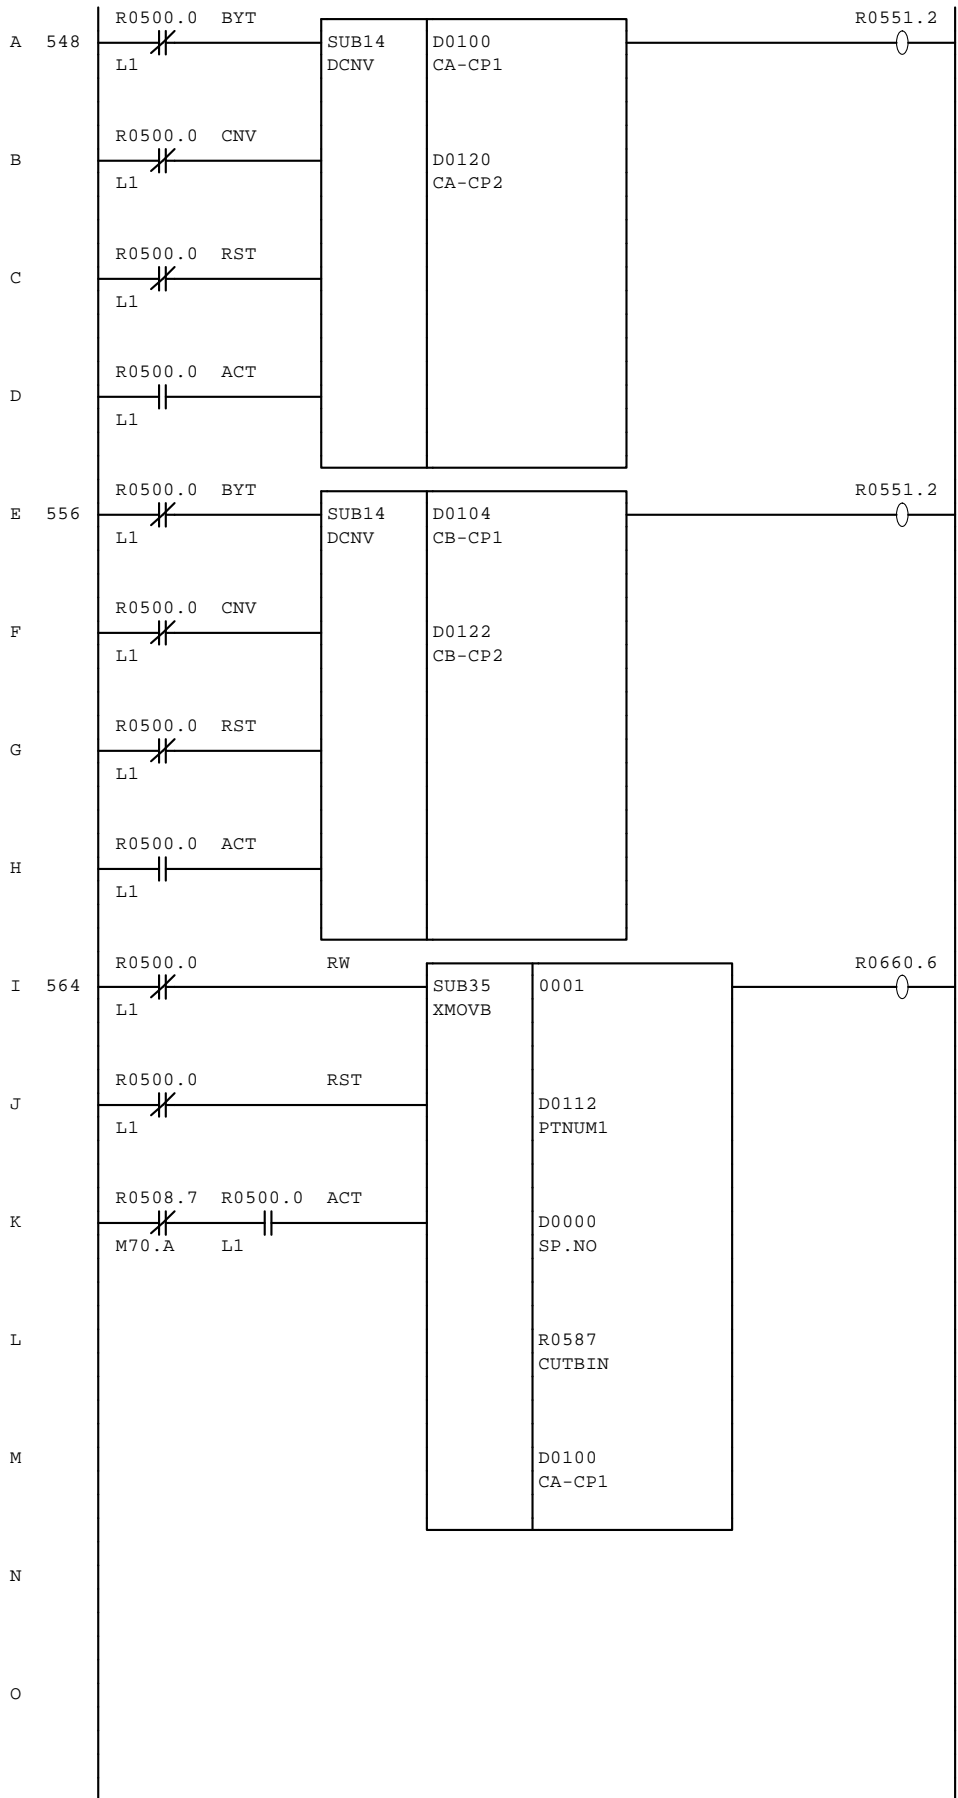 R0500.0 BYT R0551.2
A 548 SUB14 D0100
L1 DCNV CA-CP1
R0500.0 CNV
B D0120
L1 CA-CP2
R0500.0 RST
C
L1
R0500.0 ACT
D
L1
R0500.0 BYT R0551.2
E 556 SUB14 D0104
L1 DCNV CB-CP1
R0500.0 CNV
F D0122
L1 CB-CP2
R0500.0 RST
G
L1
R0500.0 ACT
H
L1
R0500.0 RW R0660.6
I 564 SUB35 0001
L1 XMOVB
R0500.0 RST
J D0112
L1 PTNUM1
R0508.7 R0500.0 ACT
K D0000
M70.A L1 SP.NO
L R0587
CUTBIN
M D0100
CA-CP1
N
O